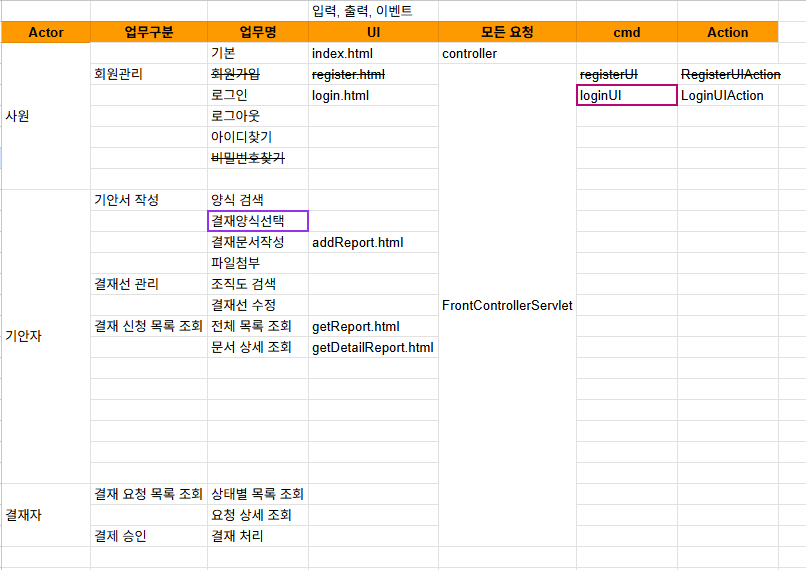 입력, 출력, 이벤트
Actor 업무구분 업무명 UI 모든 요청 cmd Action
기본 index.html controller
회원관리 회원가입 register.html registerUI RegisterUIAction
로그인 login.html loginUI LoginUIAction
사원 로그아웃
아이디찾기
비밀번호찾기
기안서 작성 양식 검색
결재양식선택
결재문서작성 addReport.html
파일첨부
결재선 관리 조직도 검색
결재선 수정 FrontControllerServlet
결재 신청 목록 조회 전체 목록 조회 getReport.html
기안자
문서 상세 조회 getDetailReport.html
결재 요청 목록 조회 상태별 목록 조회
결재자 요청 상세 조회
결제 승인 결재 처리